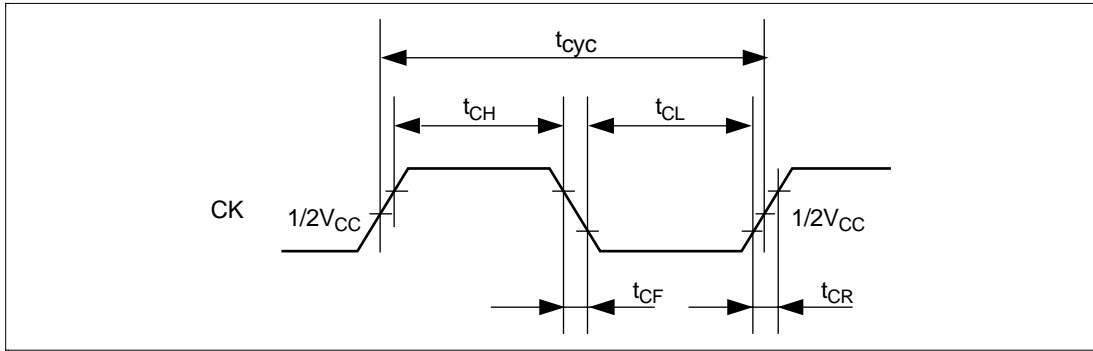 tcyc
tCH
tCL
CK
1/2VCC
1/2VCC
tCF
tCR